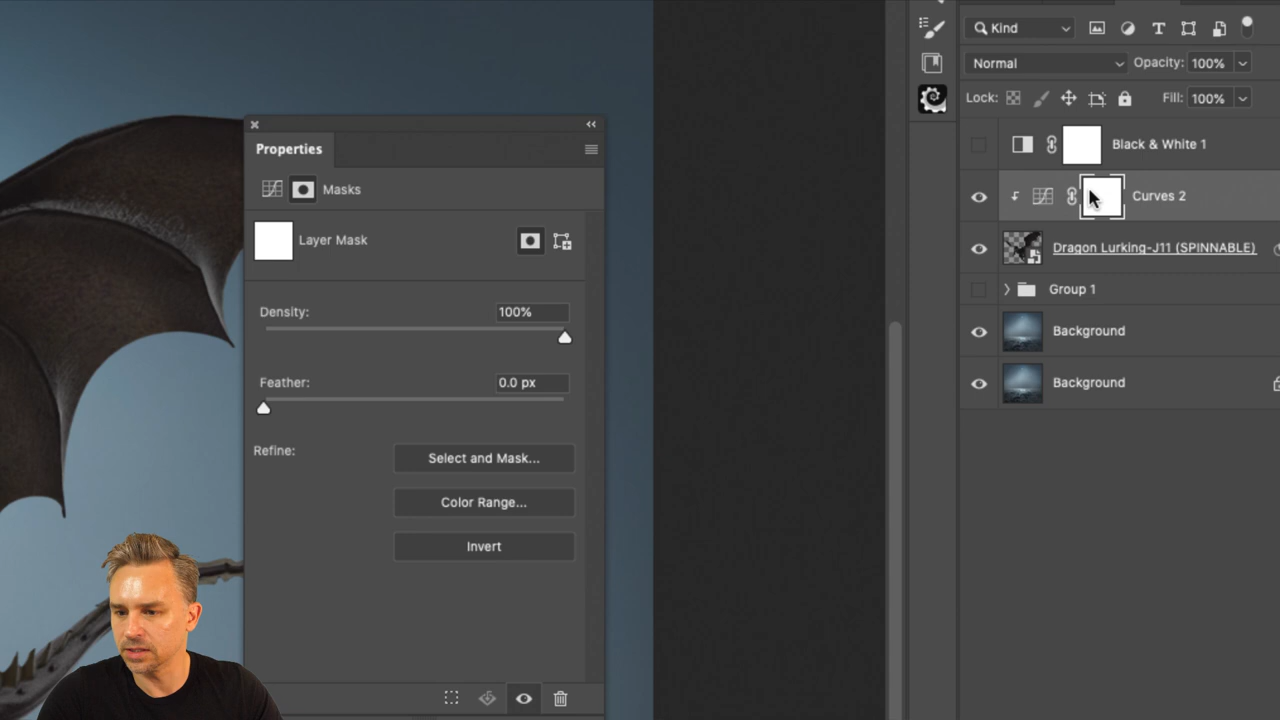 Properties
Masks
Layer Mask
Density:
100%
Feather:
0.0 px
Refine:
Select and Mask...
Color Range...
Invert
Kind
Normal
Opacity: 100%
Lock:
Fill: 100%
Black & White 1
Curves 2
Dragon Lurking-J11 (SPINNABLE)
Group 1
Background
Background